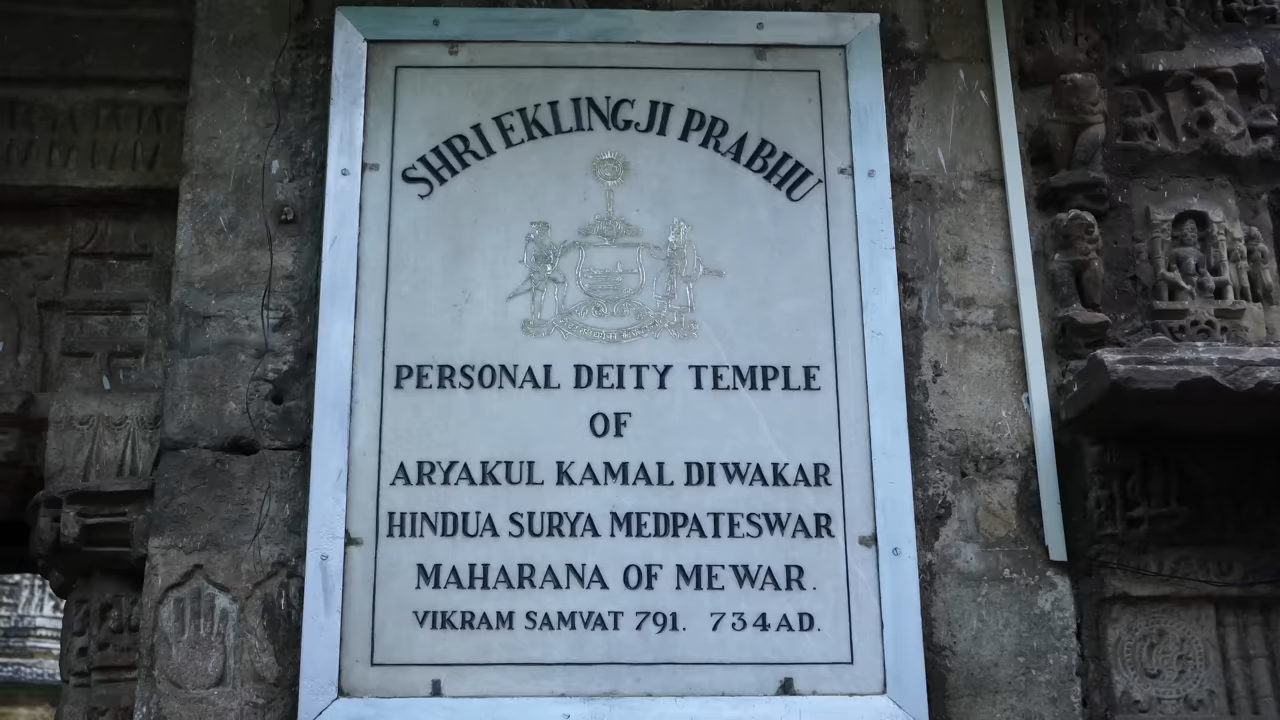 SHRI EKLINGJI PRABHU
PERSONAL DEITY TEMPLE
OF
ARYAKUL KAMAL DIWAKAR
HINDUA SURYA MEDPATESWAR
MAHARANA OF MEWAR.
VIKRAM SAMVAT 791. 734 AD.